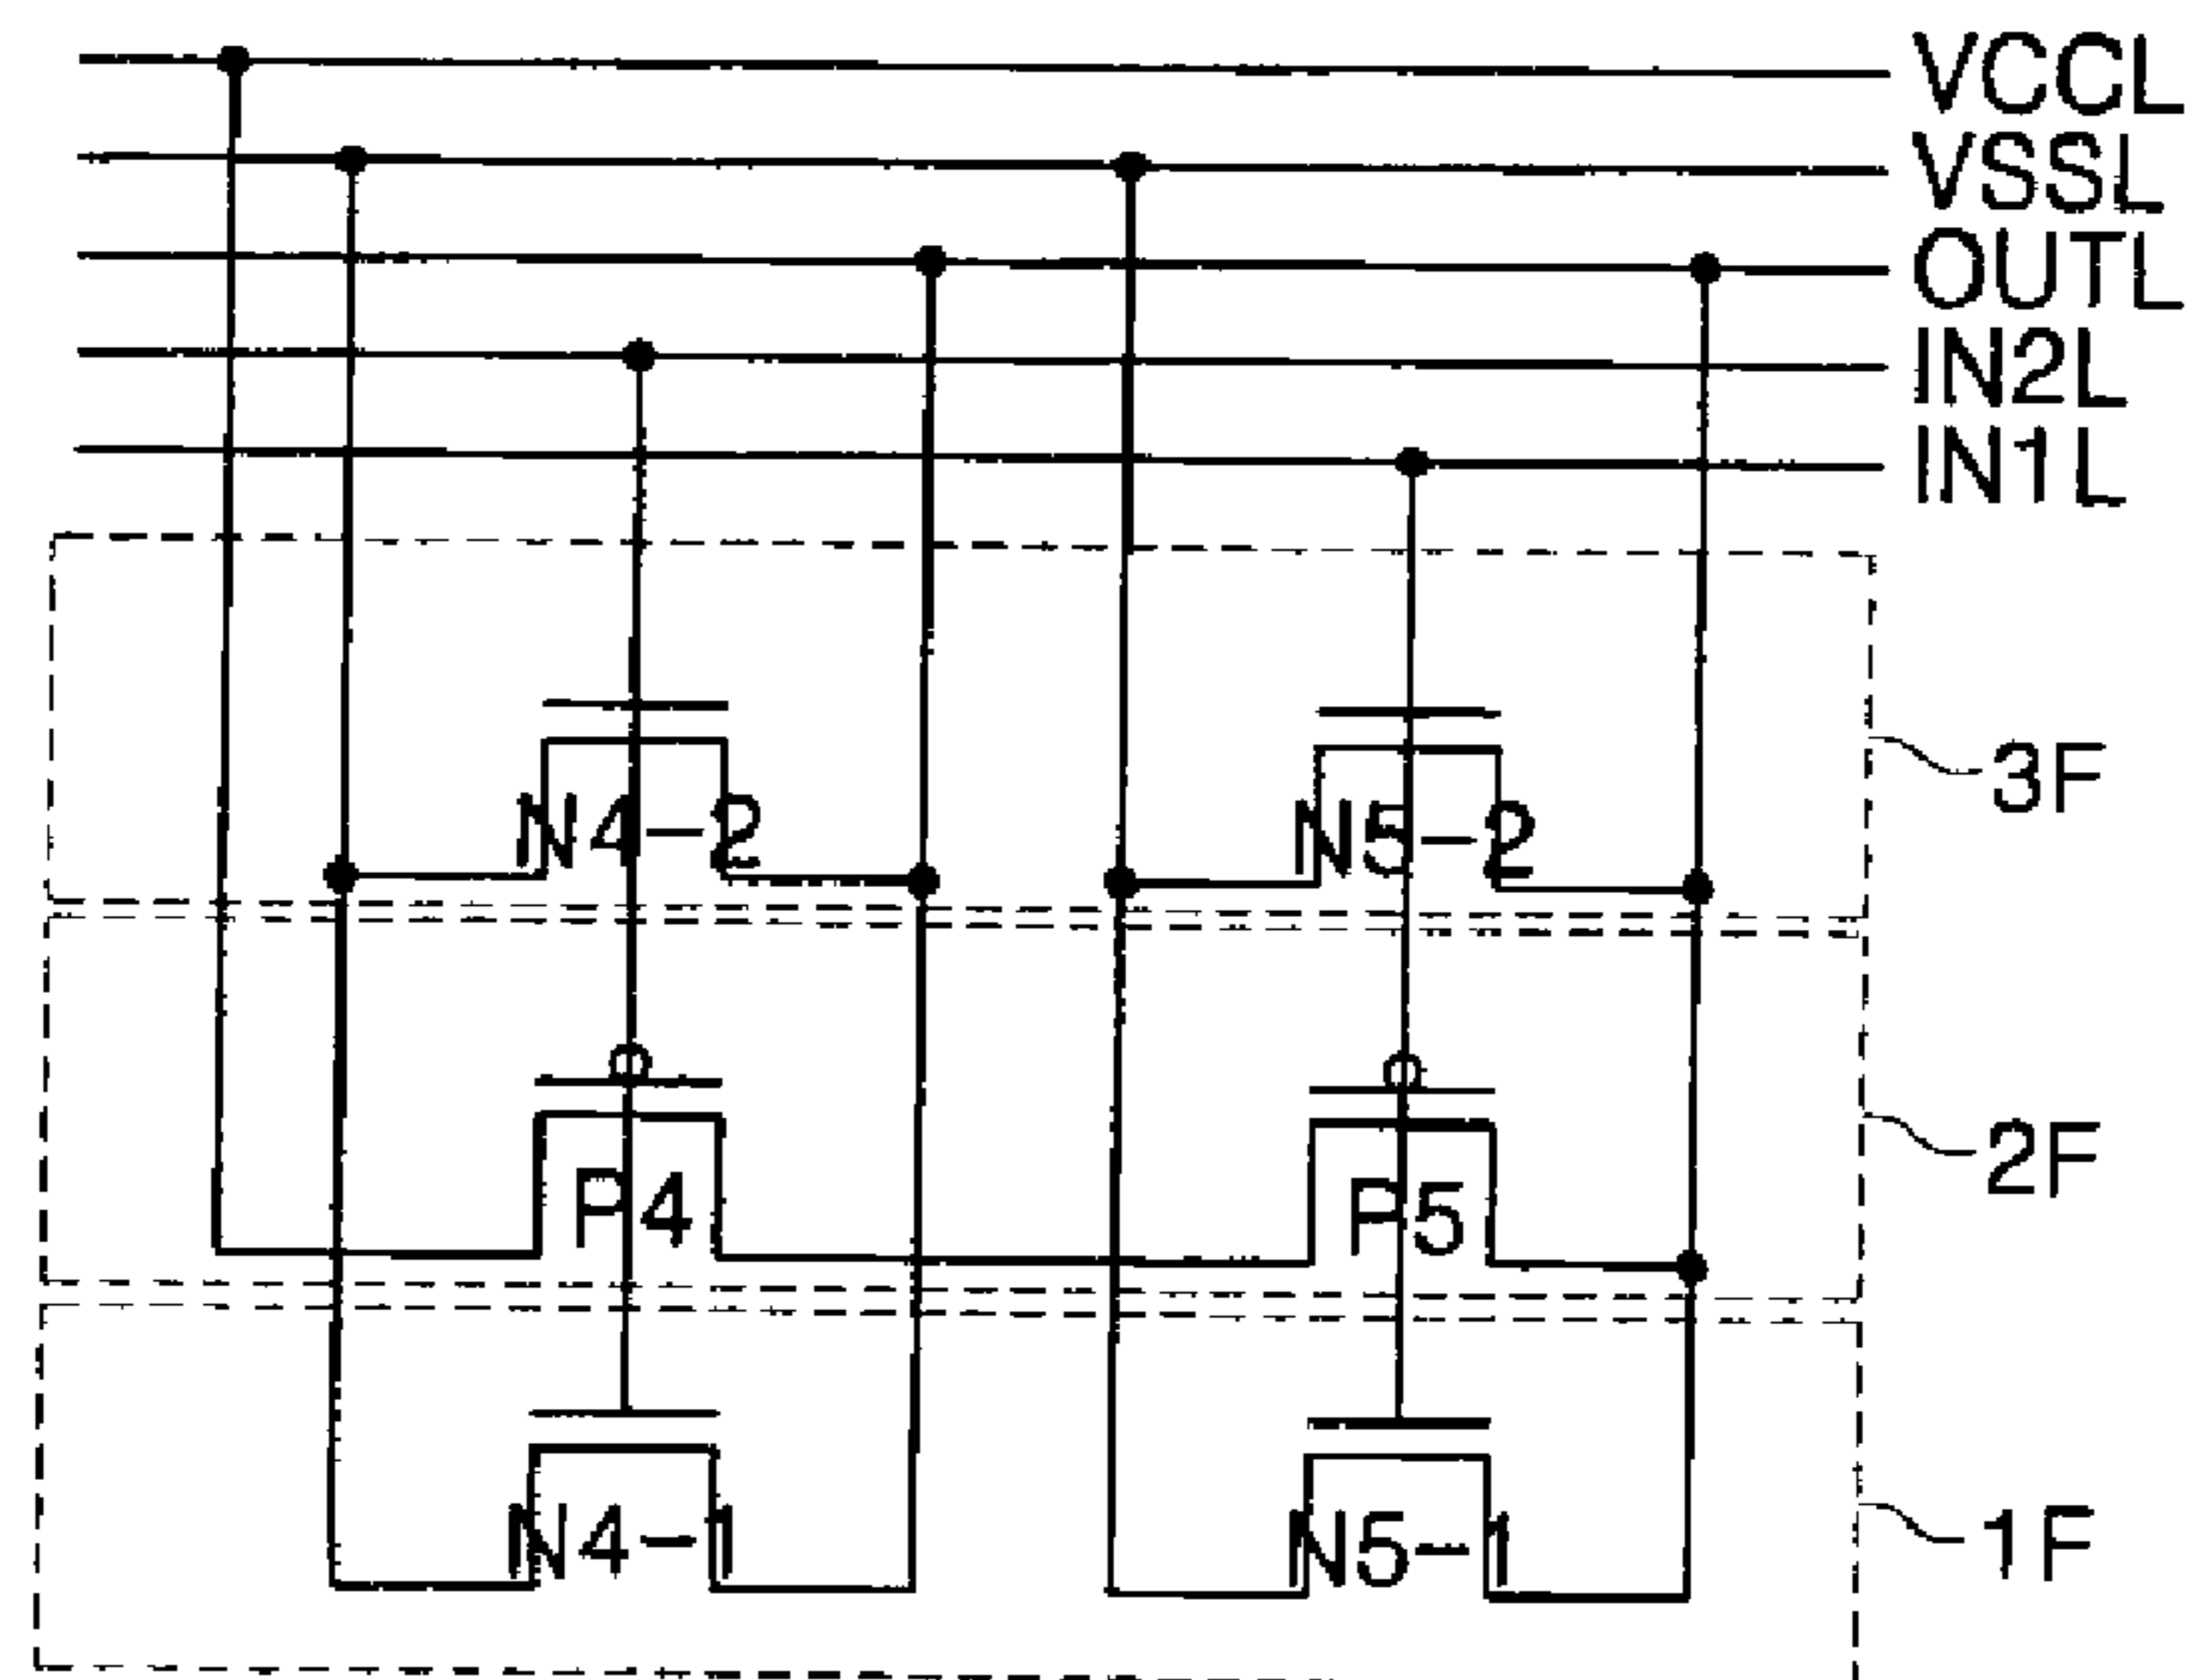 VCCL
VSSL
OUTL
IN2L
IN1L
N4-2 N5-2 3F
P4 P5 2F
N4-1 N5-1 1F